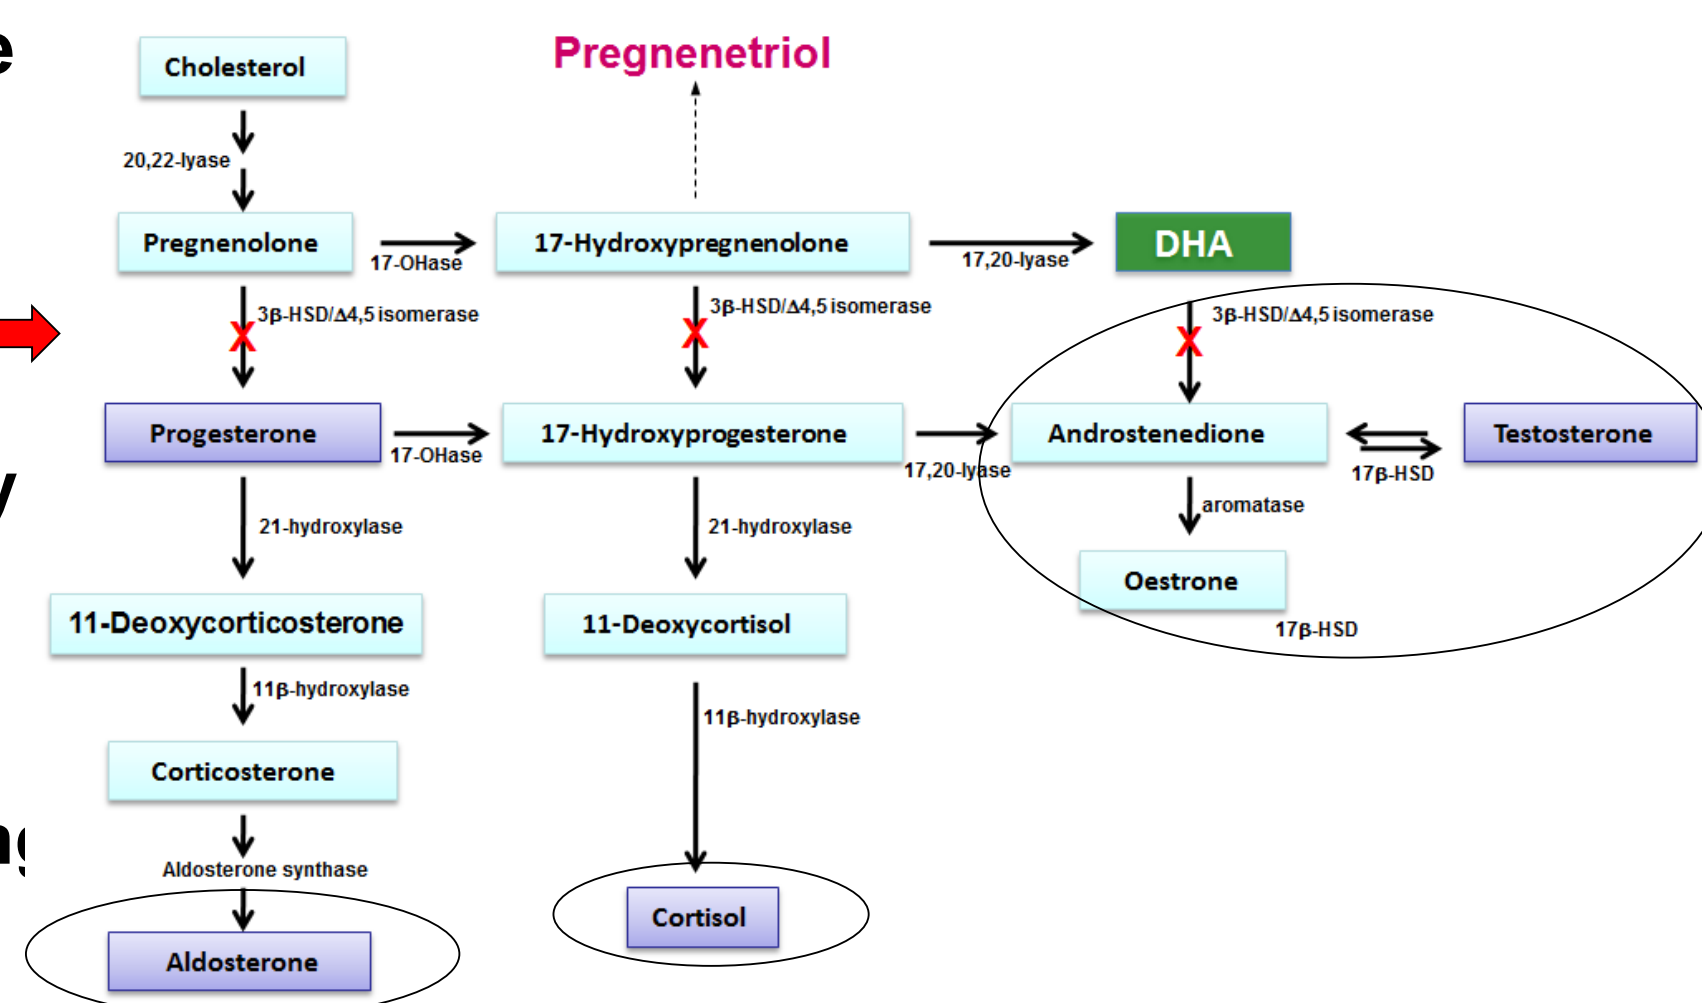 e
Cholesterol
Pregnenetriol
20,22-lyase
Pregnenolone
17-OHase
17-Hydroxypregnenolone
17,20-lyase
DHA
3β-HSD/Δ4,5 isomerase
3β-HSD/Δ4,5 isomerase
3β-HSD/Δ4,5 isomerase
X
X
X
Progesterone
17-OHase
17-Hydroxyprogesterone
17,20-lyase
Androstenedione
17β-HSD
Testosterone
y
21-hydroxylase
21-hydroxylase
aromatase
Oestrone
17β-HSD
11-Deoxycorticosterone
11-Deoxycortisol
11β-hydroxylase
11β-hydroxylase
Corticosterone
Aldosterone synthase
Cortisol
Aldosterone